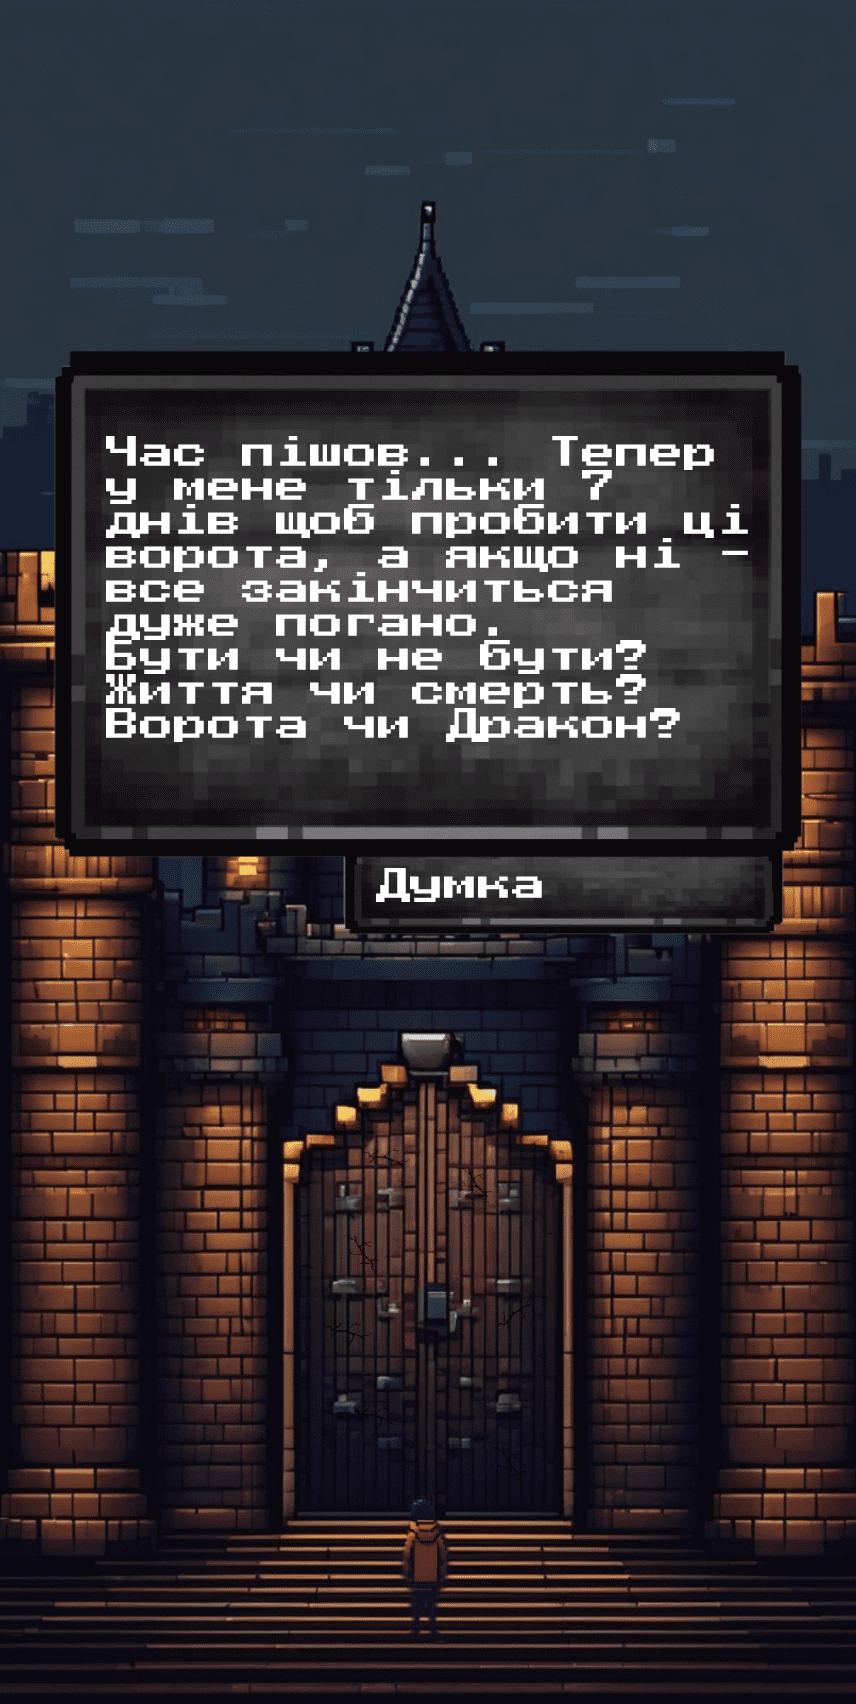 Час пішов... Тепер
у мене тільки 7
днів щоб пробити ці
ворота, а якщо ні -
все закінчиться
дуже погано.
Бути чи не бути?
Життя чи смерть?
Ворота чи Дракон?
Думка